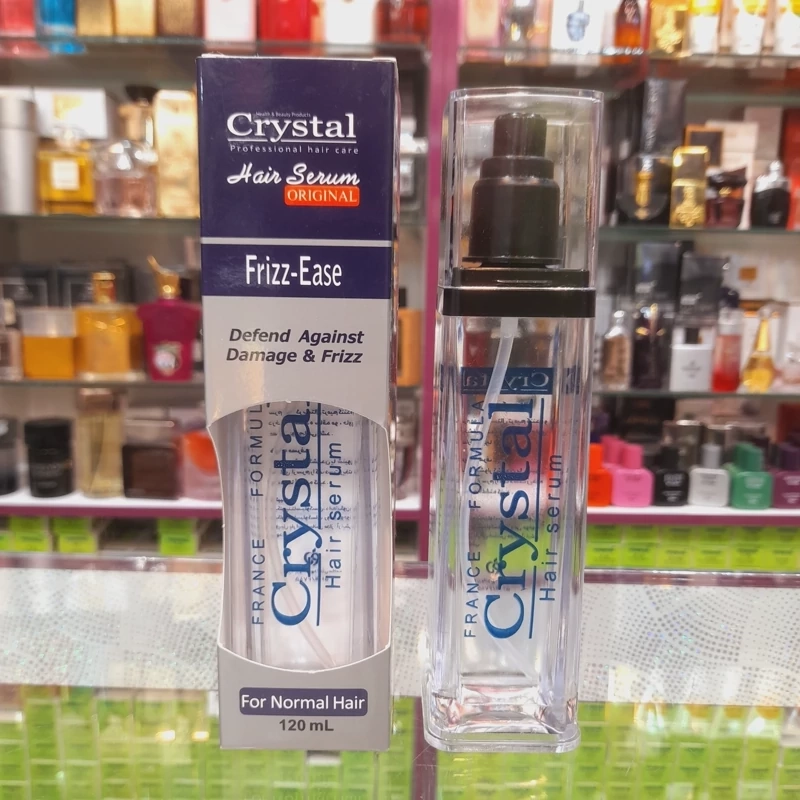 Health & Beauty Products
Crystal
Professional hair care
Hair Serum
ORIGINAL
Frizz-Ease
Defend Against
Damage & Frizz
FRANCE FORMULA
Crystal
Hair serum
For Normal Hair
120 mL
Crystal
FRANCE FORMULA
Crystal
Hair serum